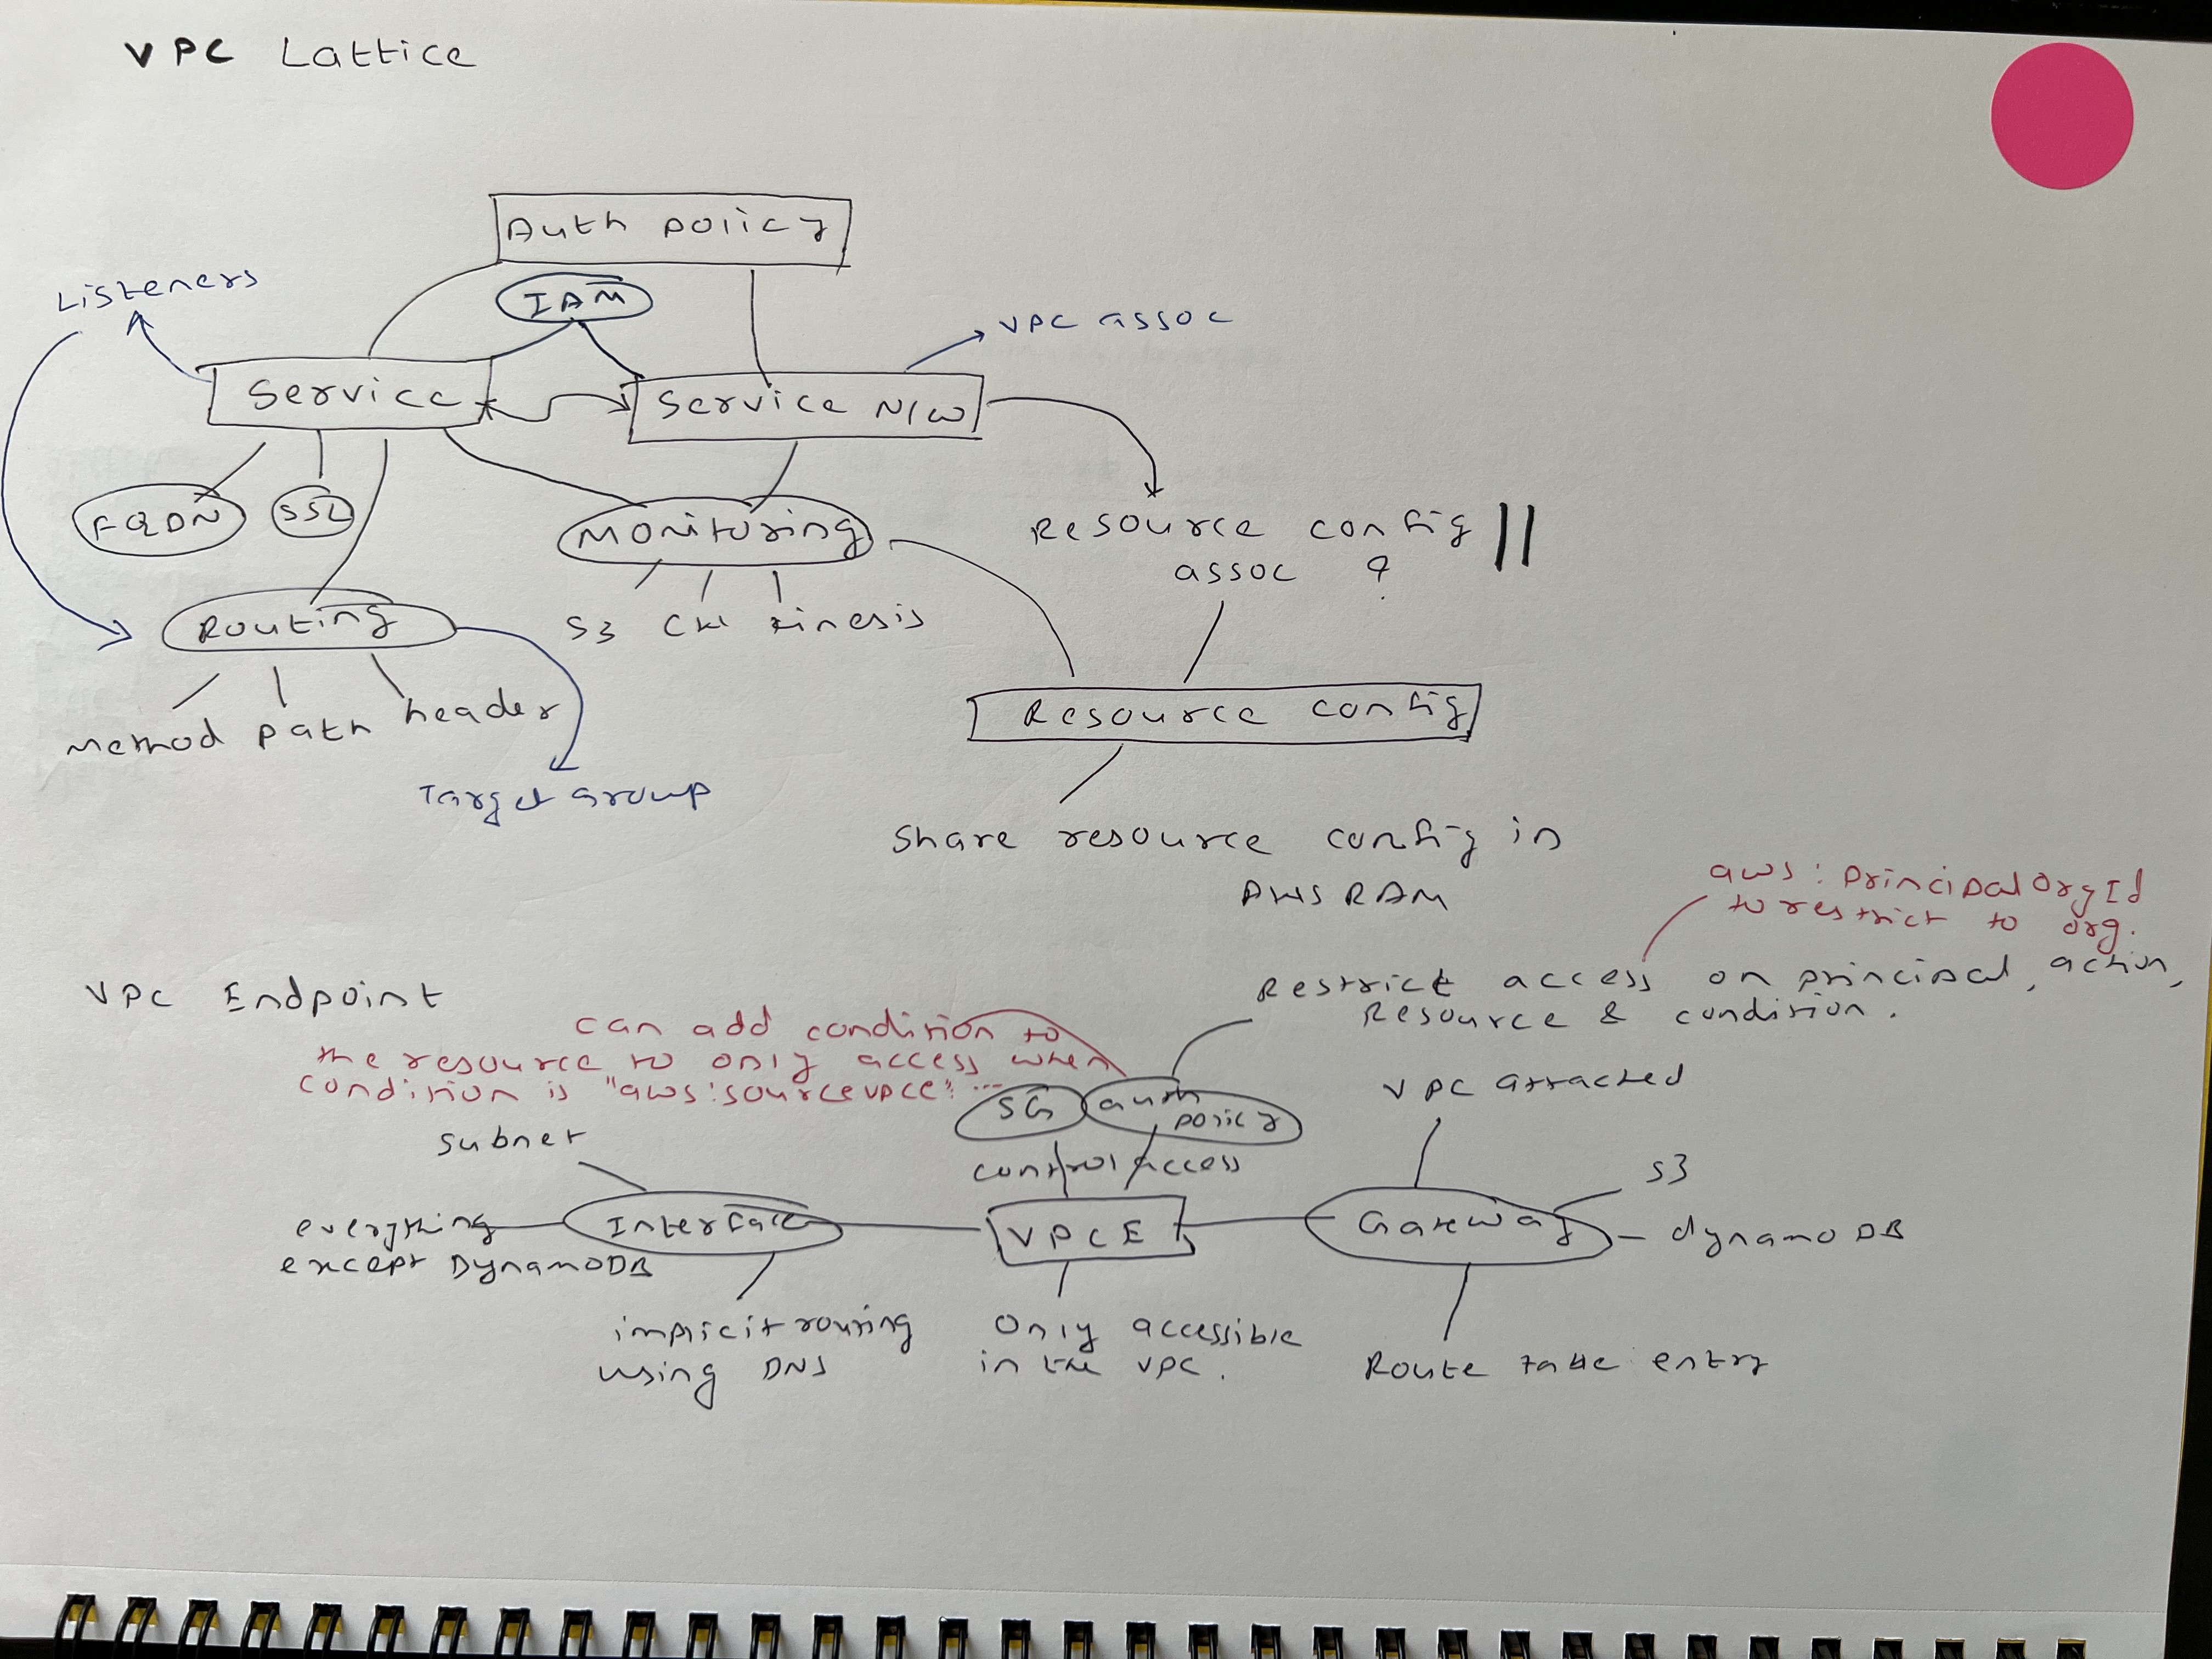 VPC Lattice
Auth policy
IAM
Listeners
VPC assoc
Service
Service N/W
FQDN
SSL
Monitoring
Resource config
assoc ?
Routing
S3 CW Kinesis
Method path header
Resource config
Target Group
Share resource config in
AWS RAM
aws:principalOrgId
to restrict to org.
VPC Endpoint
Restrict access on principal, action,
Resource & condition.
can add condition to
the resource to only access when
condition is "aws:sourcevpce" ...
SG
auth
policy
VPC attached
subnet
control access
S3
everything
except DynamoDB
Interface
VPCE
Gateway
dynamo DB
implicit routing
using DNS
Only accessible
in the VPC.
Route table entry